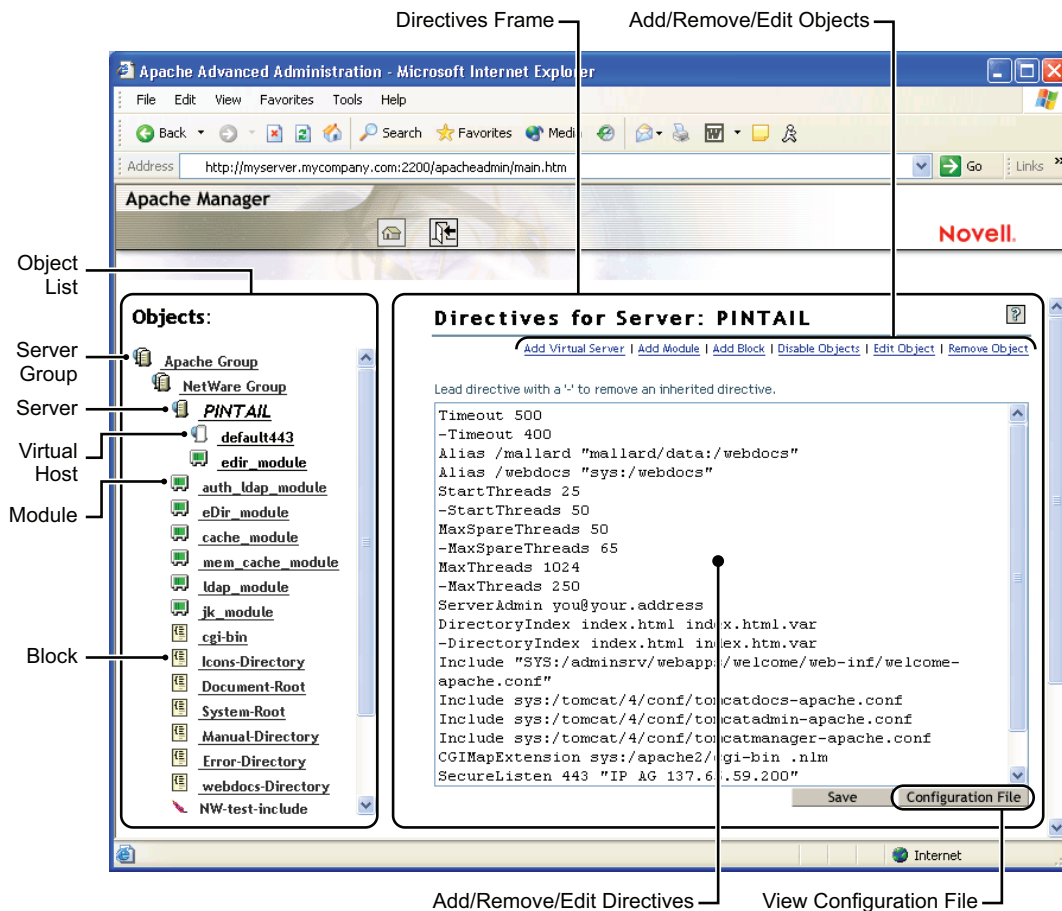 Directives Frame
Add/Remove/Edit Objects
Apache Advanced Administration - Microsoft Internet Explorer
File Edit View Favorites Tools Help
Back Search Favorites Media
Address http://myserver.mycompany.com:2200/apacheadmin/main.htm Go Links »
Apache Manager
Novell.
Object List
Objects:
Directives for Server: PINTAIL
?
Add Virtual Server | Add Module | Add Block | Disable Objects | Edit Object | Remove Object
Server Group
Apache Group
NetWare Group
Server
PINTAIL
Virtual Host
default443
edir_module
Module
auth_ldap_module
eDir_module
cache_module
mem_cache_module
ldap_module
jk_module
cgi-bin
Block
Icons-Directory
Document-Root
System-Root
Manual-Directory
Error-Directory
webdocs-Directory
NW-test-include
Lead directive with a '-' to remove an inherited directive.
Timeout 500
-Timeout 400
Alias /mallard "mallard/data:/webdocs"
Alias /webdocs "sys:/webdocs"
StartThreads 25
-StartThreads 50
MaxSpareThreads 50
-MaxSpareThreads 65
MaxThreads 1024
-MaxThreads 250
ServerAdmin you@your.address
DirectoryIndex index.html index.html.var
-DirectoryIndex index.html index.htm.var
Include "SYS:/adminsrv/webapps/welcome/web-inf/welcome-
apache.conf"
Include sys:/tomcat/4/conf/tomcatdocs-apache.conf
Include sys:/tomcat/4/conf/tomcatadmin-apache.conf
Include sys:/tomcat/4/conf/tomcatmanager-apache.conf
CGIMapExtension sys:/apache2/cgi-bin .nlm
SecureListen 443 "IP AG 137.65.59.200"
Save Configuration File
Internet
Add/Remove/Edit Directives
View Configuration File